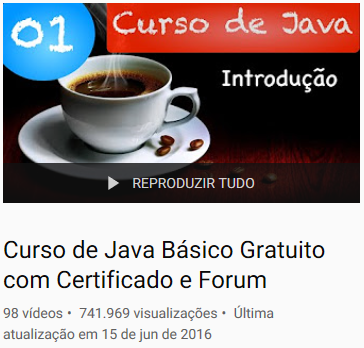 01
Curso de Java
Introdução
REPRODUZIR TUDO
Curso de Java Básico Gratuito
com Certificado e Forum
98 vídeos • 741.969 visualizações • Última
atualização em 15 de jun de 2016